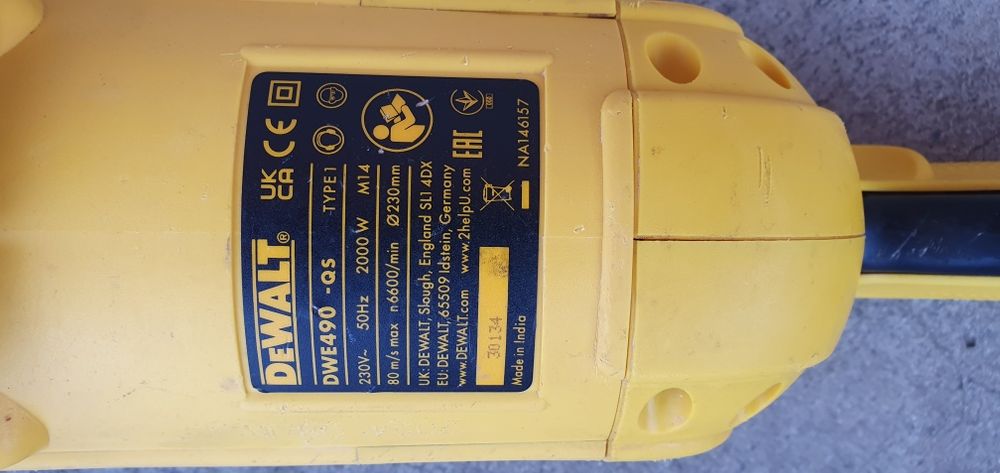 DEWALT®
UK CA CE
DWE490 -QS TYPE 1
230V~ 50Hz 2000 W M14
80 m/s max n 6600/min Ø230mm
UK: DEWALT, Slough, England SL1 4DX
EU: DEWALT, 65509 Idstein, Germany
www.DEWALT.com www.2helpU.com
EAC
30134
Made in India
NA146157